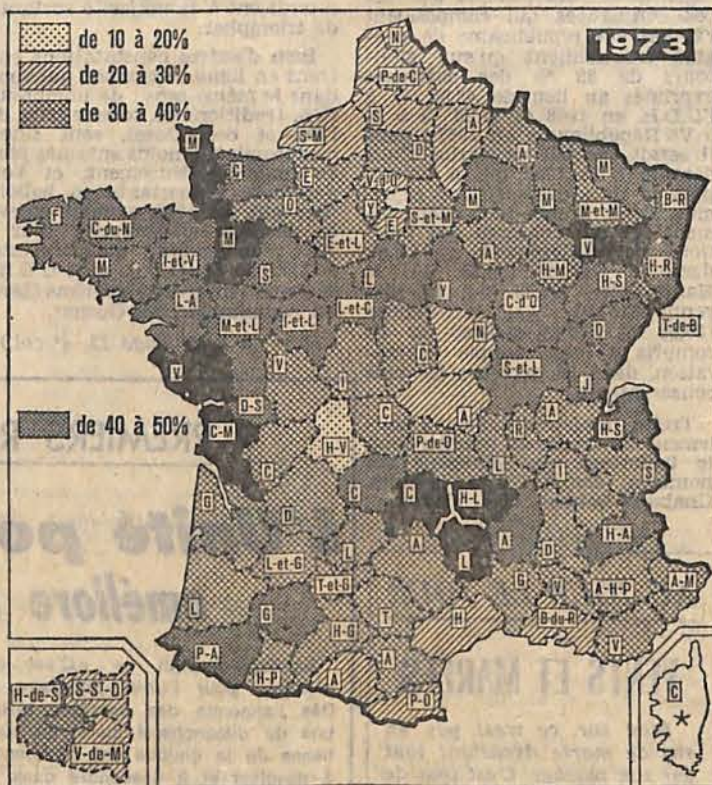 de 10 à 20%
de 20 à 30%
de 30 à 40%
1973
N
P-de-C
S
S-M
A
O
A
M
C
E
V-d'O
M
M
M
B-R
O
Y
E
S-et-M
M-et-M
F
C-du-N
M
E-et-L
A
H-M
V
H-R
M
I-et-V
S
L
Y
H-S
T-de-B
L-A
M-et-L
I-et-L
L-et-C
C
N
C-d'O
D
V
D-S
V
I
S-et-L
J
de 40 à 50%
C-M
C
H-V
C
A
P-de-D
R
A
H-S
L
I
S
G
D
C
C
H-L
L-et-G
L
A
L
A
D
H-A
L
G
T-et-G
G
V
A-H-P
A-M
P-A
H-P
H-G
T
H
B-du-R
V
A
A
P-O
H-de-S
S-St-D
V-de-M
C